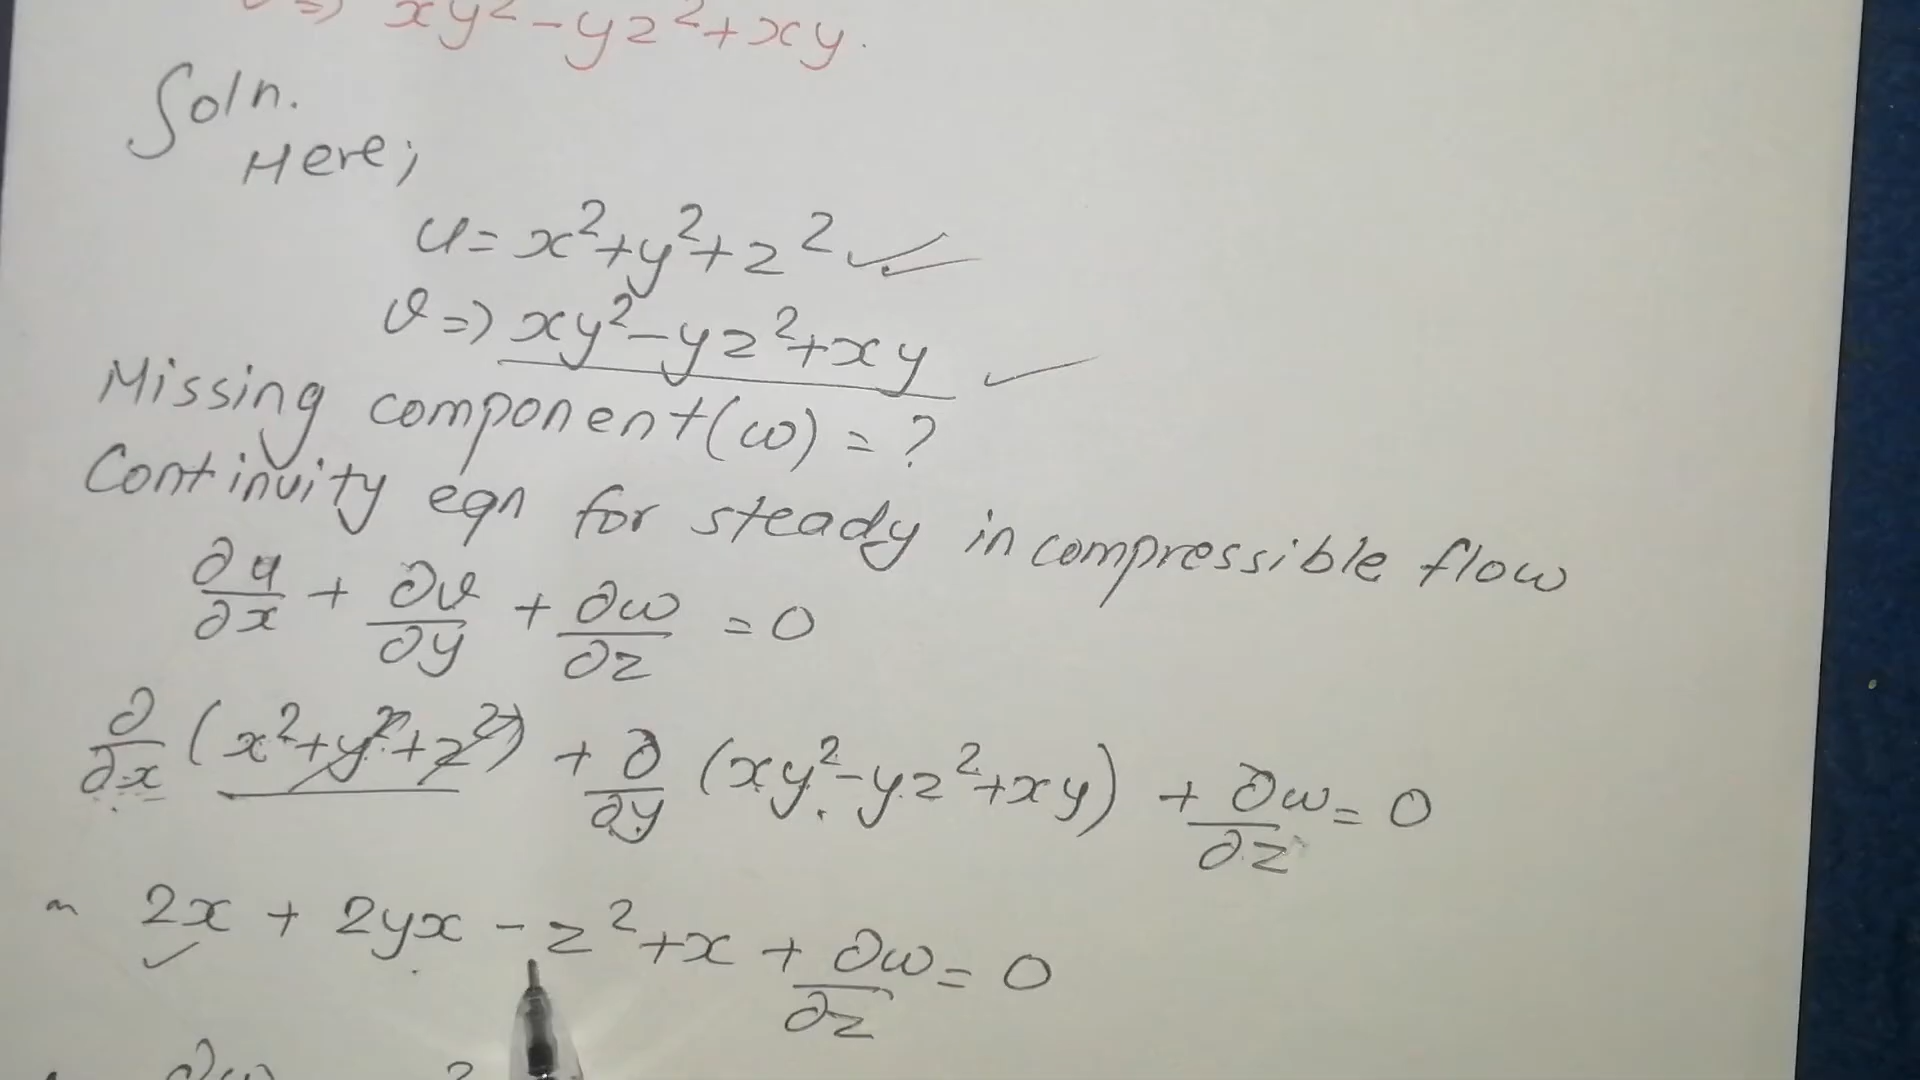 v => xy² - yz² + xy.
Soln.
Here;
u = x² + y² + z²
v => xy² - yz² + xy
Missing component (w) = ?
Continuity eqn for steady incompressible flow
∂u/∂x + ∂v/∂y + ∂w/∂z = 0
∂/∂x (x² + y² + z²) + ∂/∂y (xy² - yz² + xy) + ∂w/∂z = 0
2x + 2yx - z² + x + ∂w/∂z = 0
∂w 2